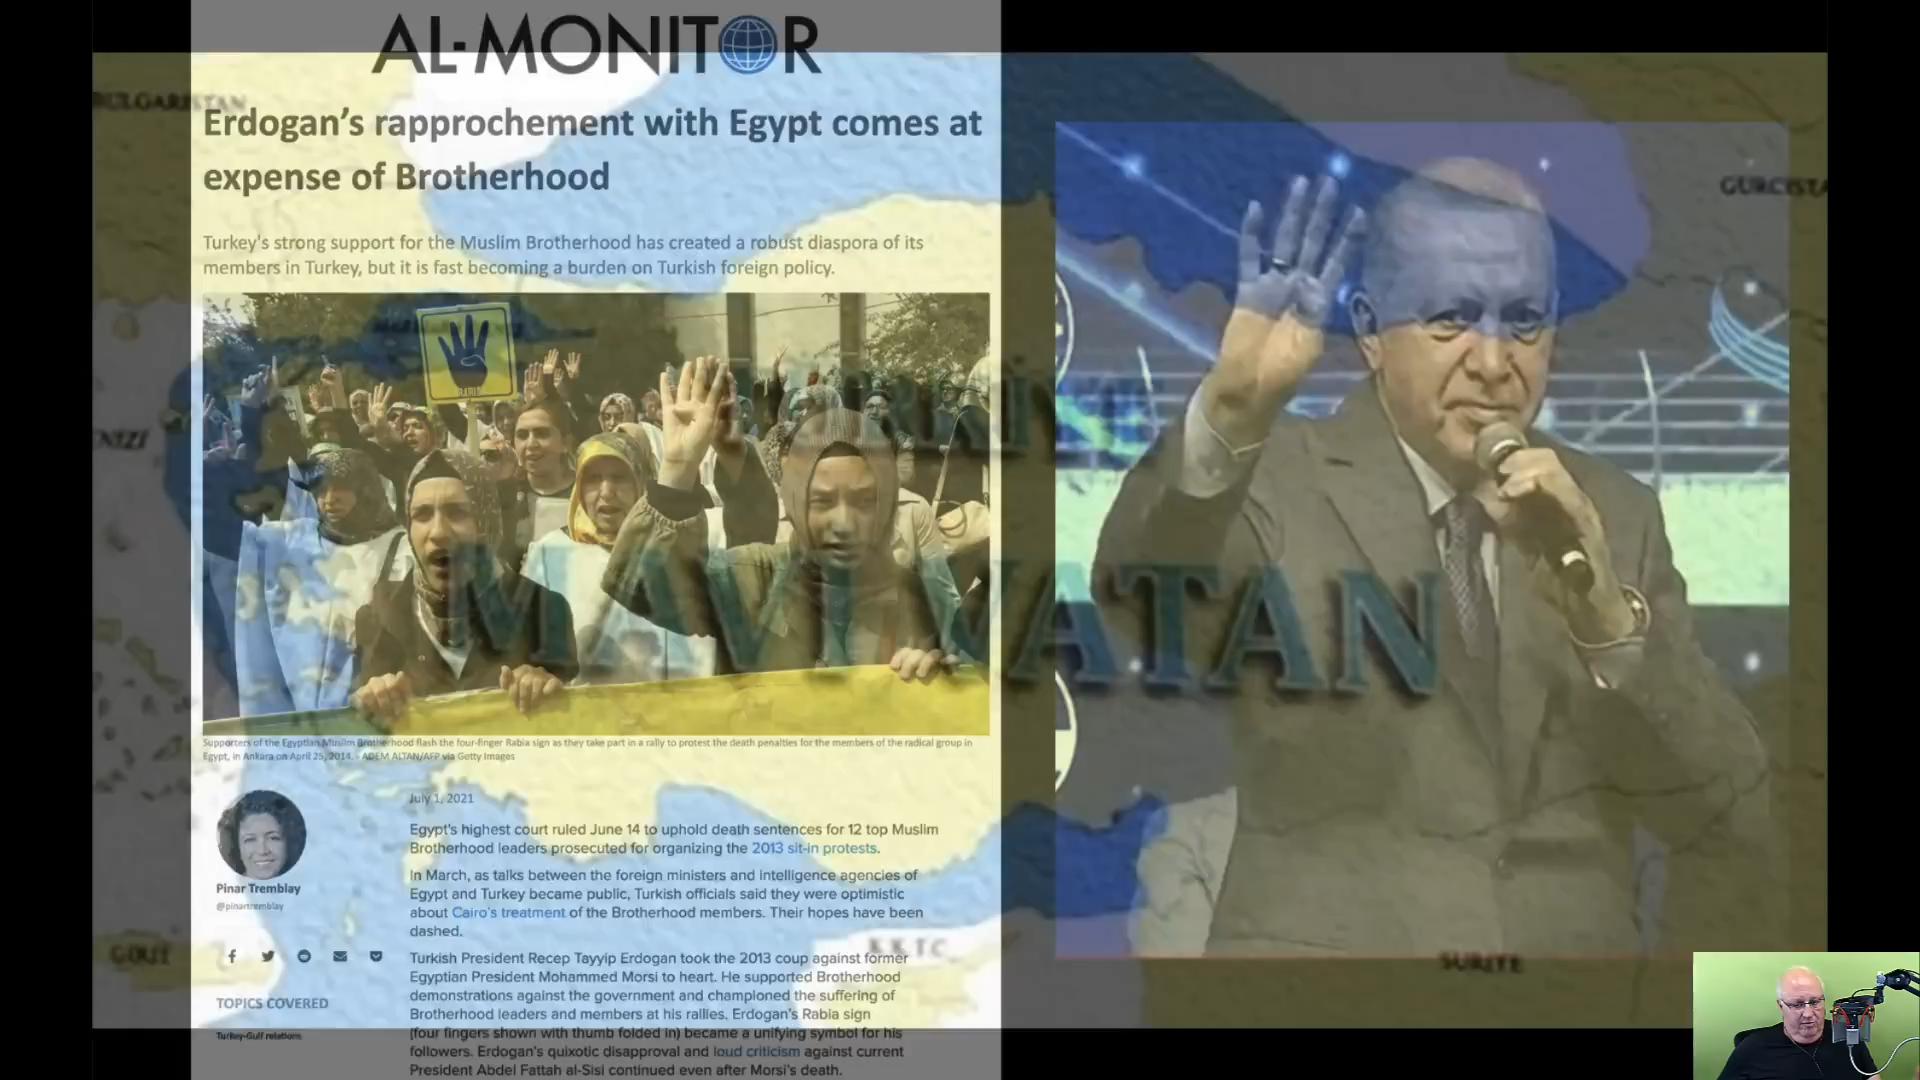 AL-MONITOR
Erdogan's rapprochement with Egypt comes at
expense of Brotherhood
Turkey's strong support for the Muslim Brotherhood has created a robust diaspora of its
members in Turkey, but it is fast becoming a burden on Turkish foreign policy.
RABIA
Supporters of the Egyptian Muslim Brotherhood flash the four-finger Rabia sign as they take part in a rally to protest the death penalties for the members of the radical group in
Egypt, in Ankara on April 25, 2014. - ADEM ALTAN/AFP via Getty Images
July 1, 2021
Egypt's highest court ruled June 14 to uphold death sentences for 12 top Muslim
Brotherhood leaders prosecuted for organizing the 2013 sit-in protests.
In March, as talks between the foreign ministers and intelligence agencies of
Egypt and Turkey became public, Turkish officials said they were optimistic
about Cairo's treatment of the Brotherhood members. Their hopes have been
dashed.
Turkish President Recep Tayyip Erdogan took the 2013 coup against former
Egyptian President Mohammed Morsi to heart. He supported Brotherhood
demonstrations against the government and championed the suffering of
Brotherhood leaders and members at his rallies. Erdogan's Rabia sign
(four fingers shown with thumb folded in) became a unifying symbol for his
followers. Erdogan's quixotic disapproval and loud criticism against current
President Abdel Fattah al-Sisi continued even after Morsi's death.
Pinar Tremblay
@pinartremblay
TOPICS COVERED
Turkey-Gulf relations
BULGARISTAN
GÜRCİSTA
TÜRKİYE
MAVİ VATAN
GİRİT
K.K.T.C.
SURİYE